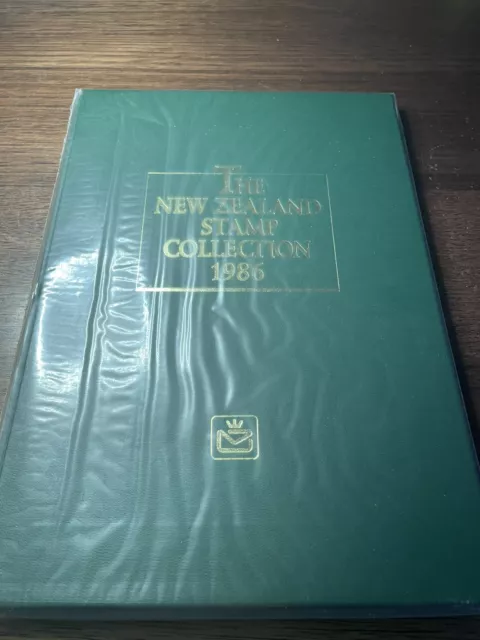 THE
NEW ZEALAND
STAMP
COLLECTION
1986